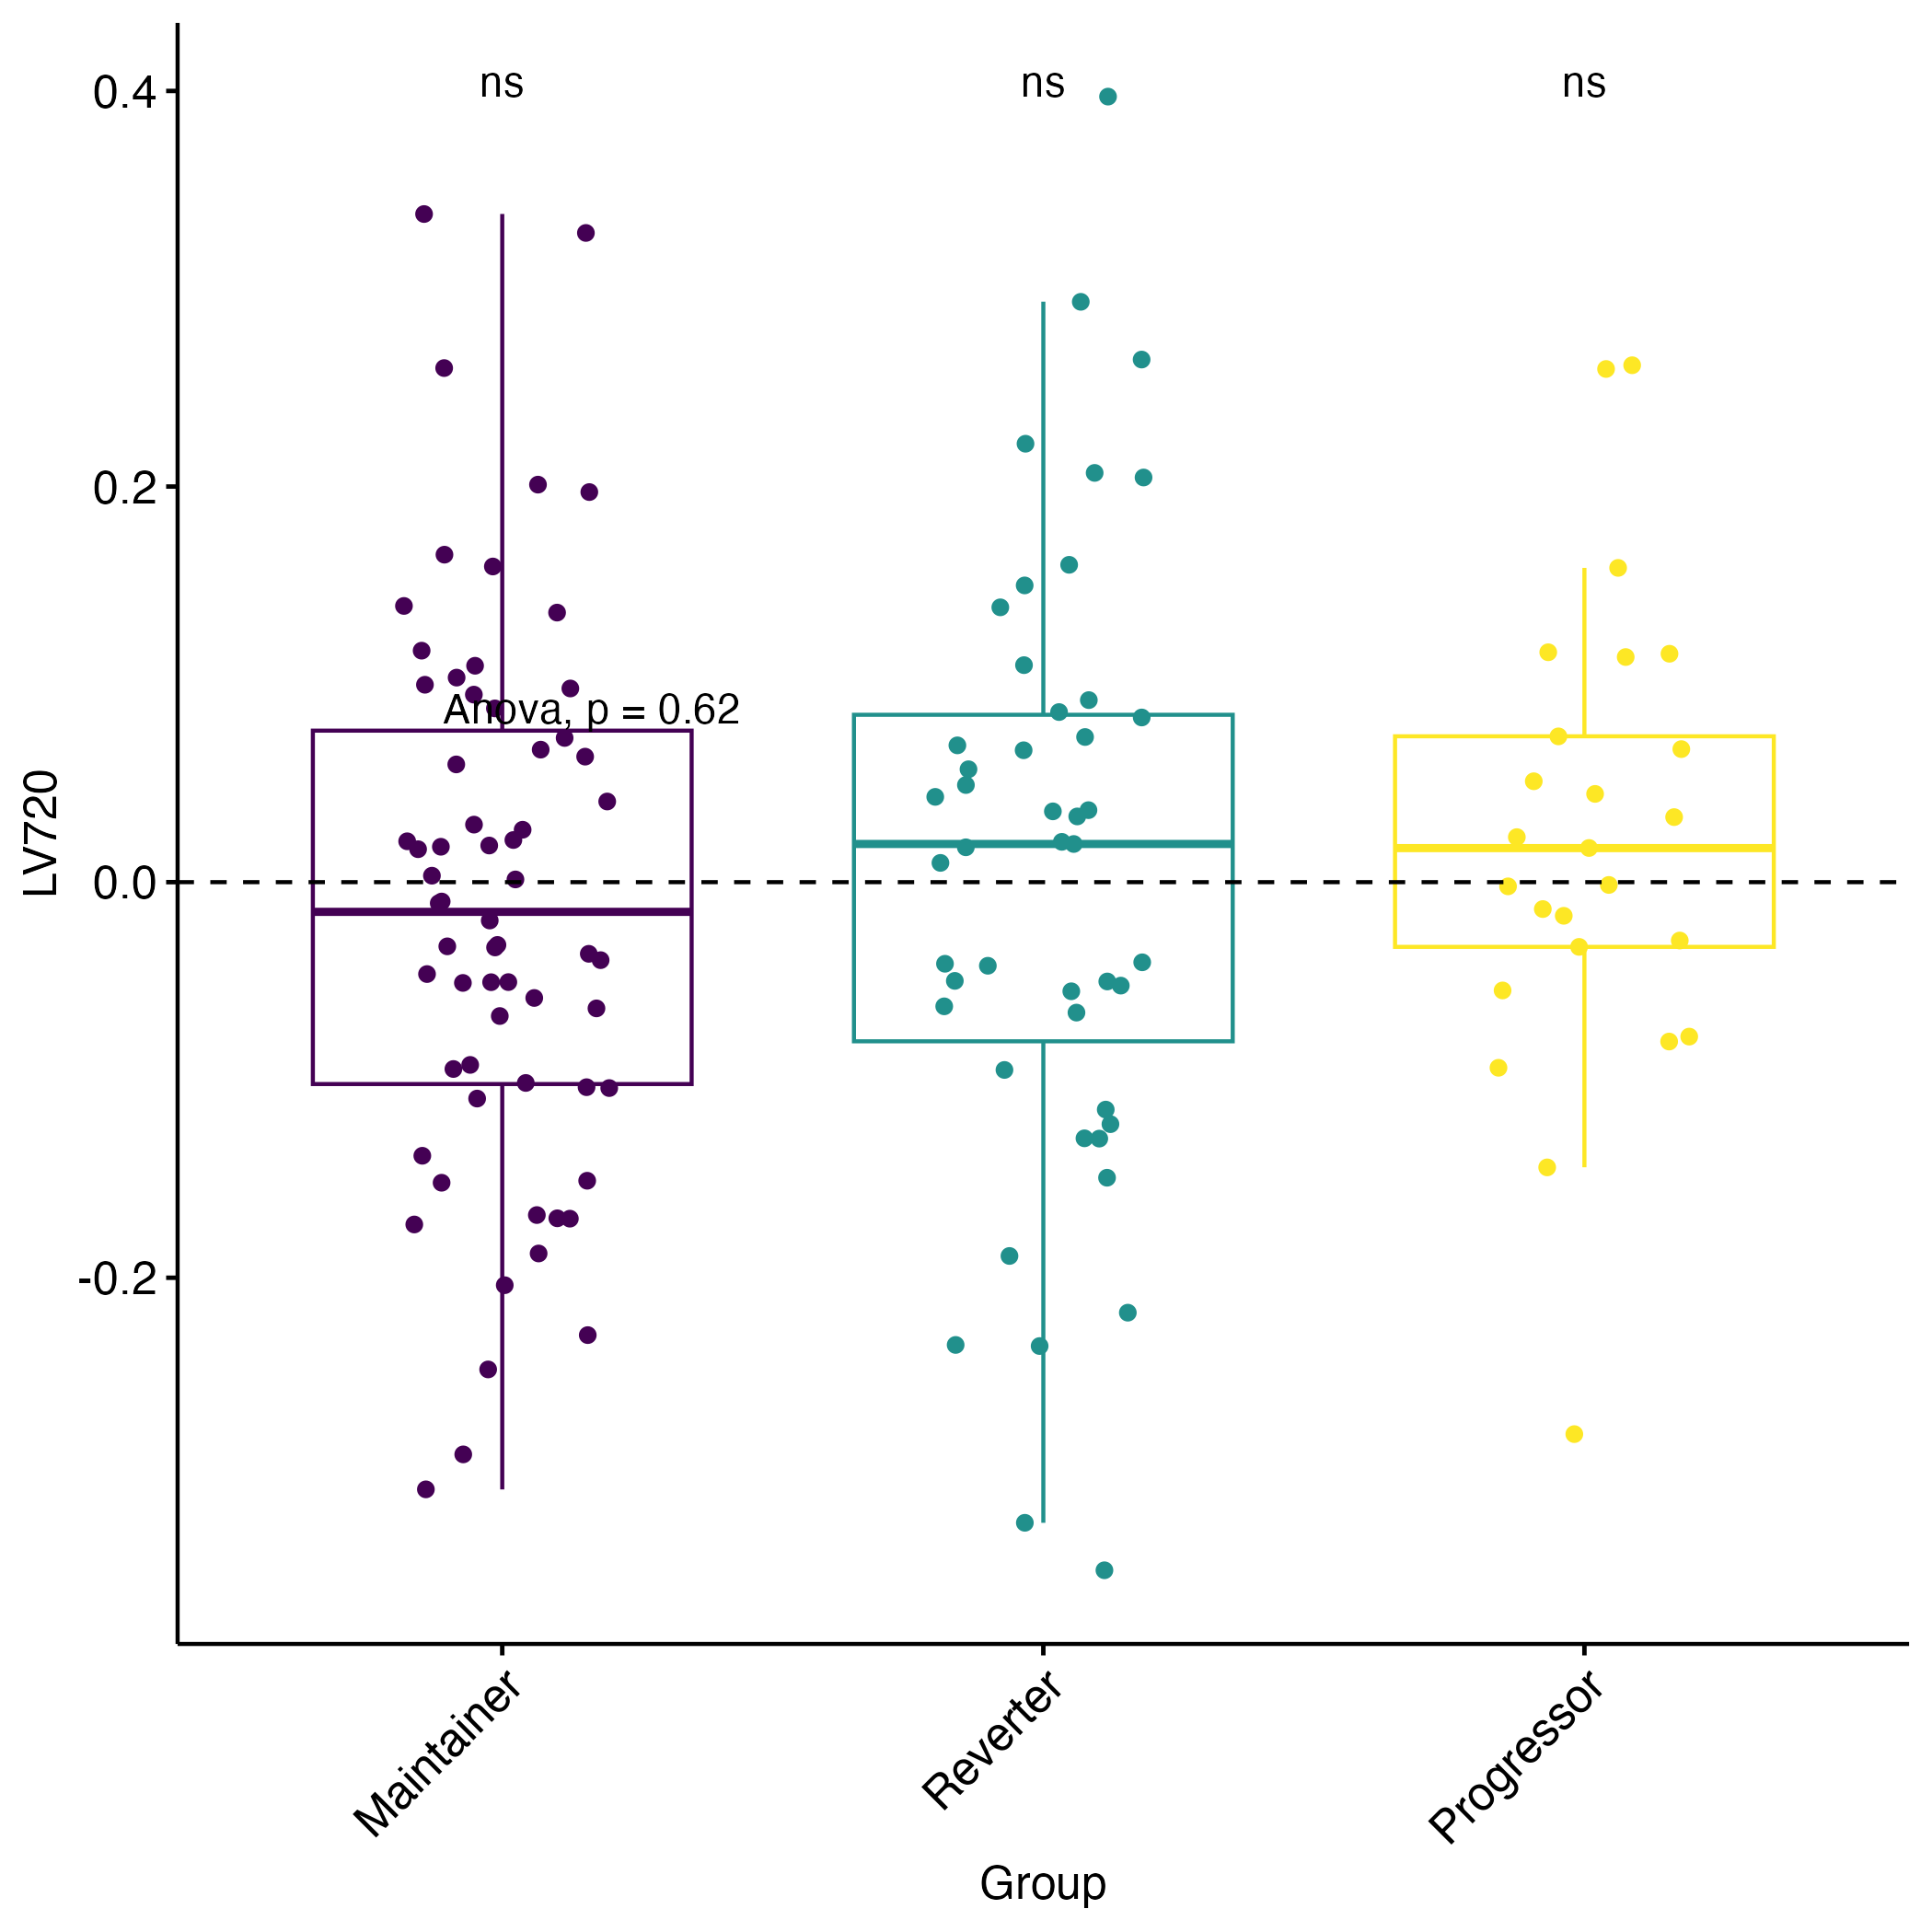 ns ns ns
0.4
0.2
Anova, p = 0.62
0.0
-0.2
LV720
Maintainer
Reverter
Progressor
Group